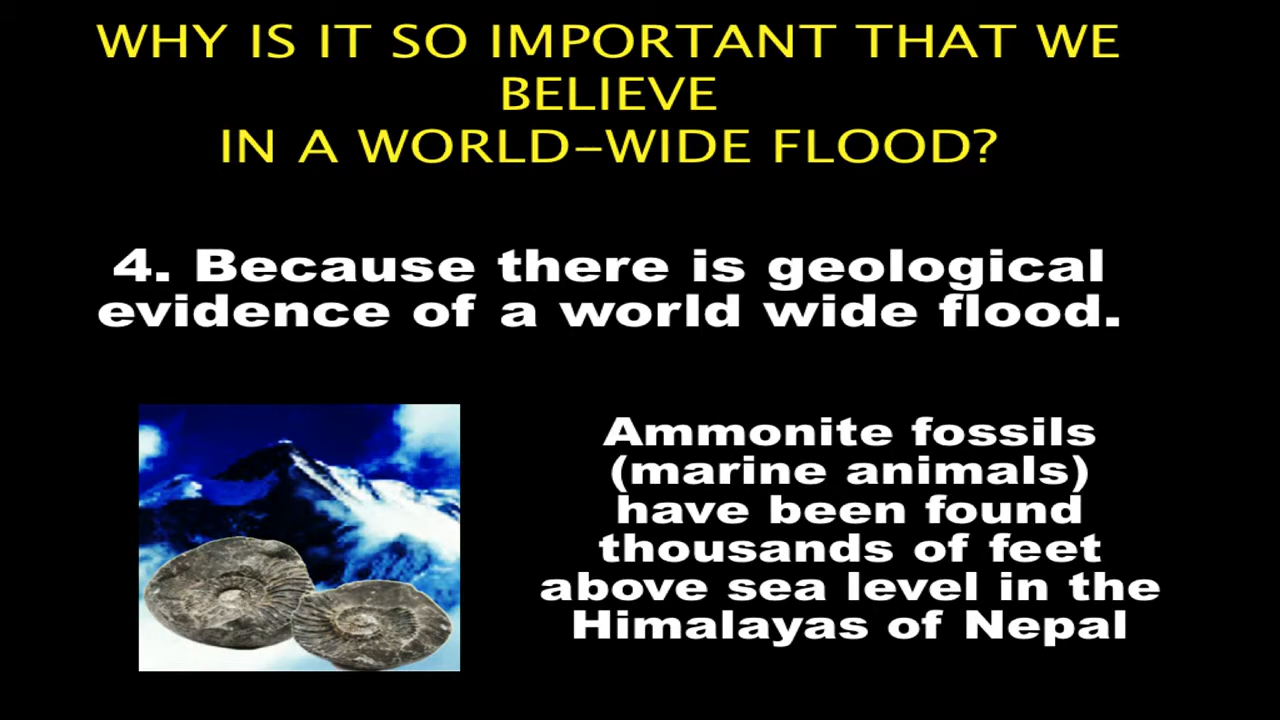 WHY IS IT SO IMPORTANT THAT WE
BELIEVE
IN A WORLD-WIDE FLOOD?
4. Because there is geological
evidence of a world wide flood.
Ammonite fossils
(marine animals)
have been found
thousands of feet
above sea level in the
Himalayas of Nepal